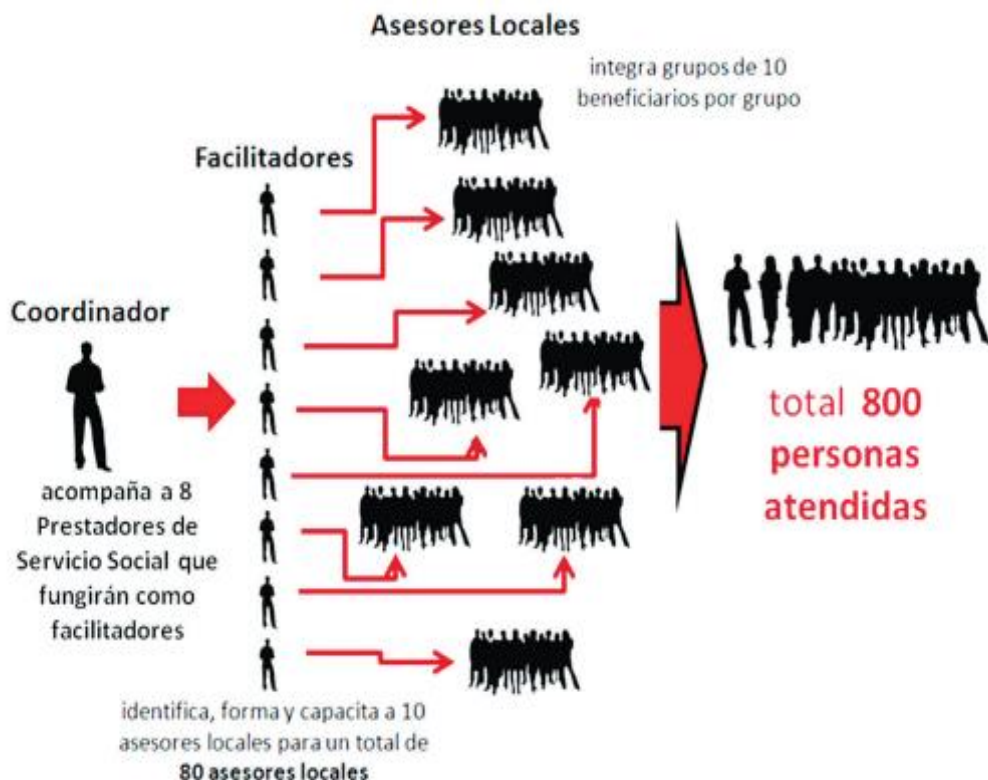 Asesores Locales
integra grupos de 10
beneficiarios por grupo
Facilitadores
Coordinador
acompaña a 8
Prestadores de
Servicio Social que
fungirán como
facilitadores
identifica, forma y capacita a 10
asesores locales para un total de
80 asesores locales
total 800
personas
atendidas